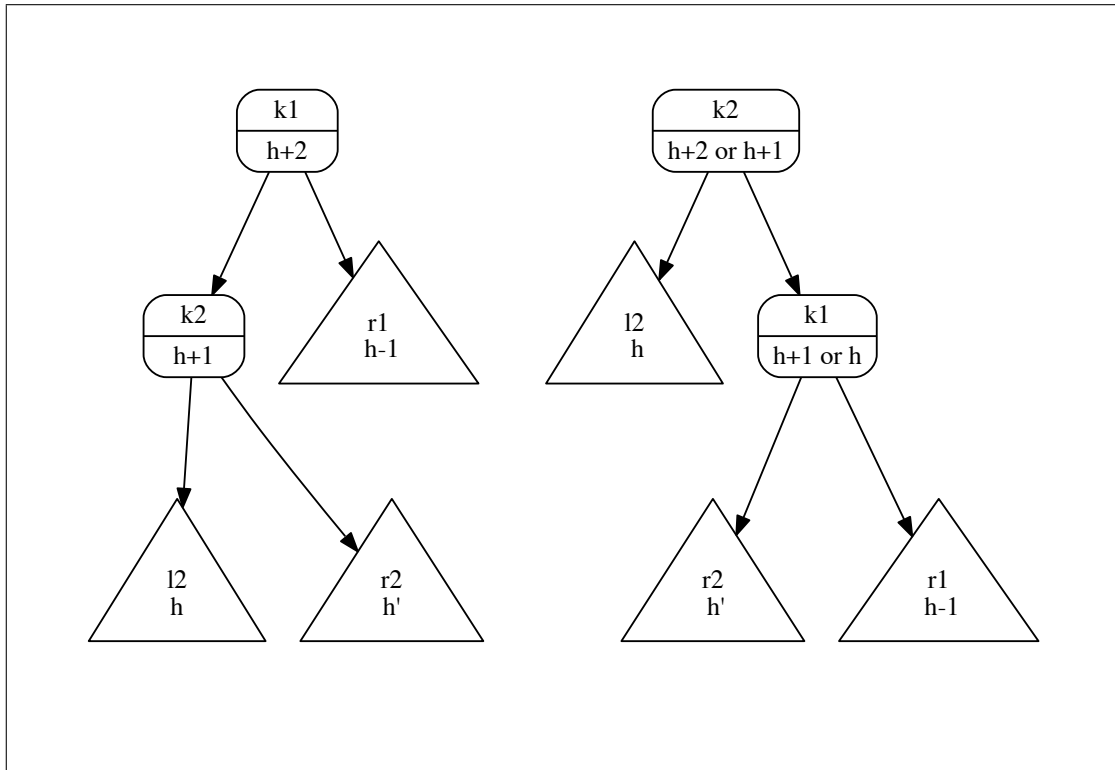 k1
h+2
k2
h+1
r1
h-1
l2
h
r2
h'
k2
h+2 or h+1
l2
h
k1
h+1 or h
r2
h'
r1
h-1